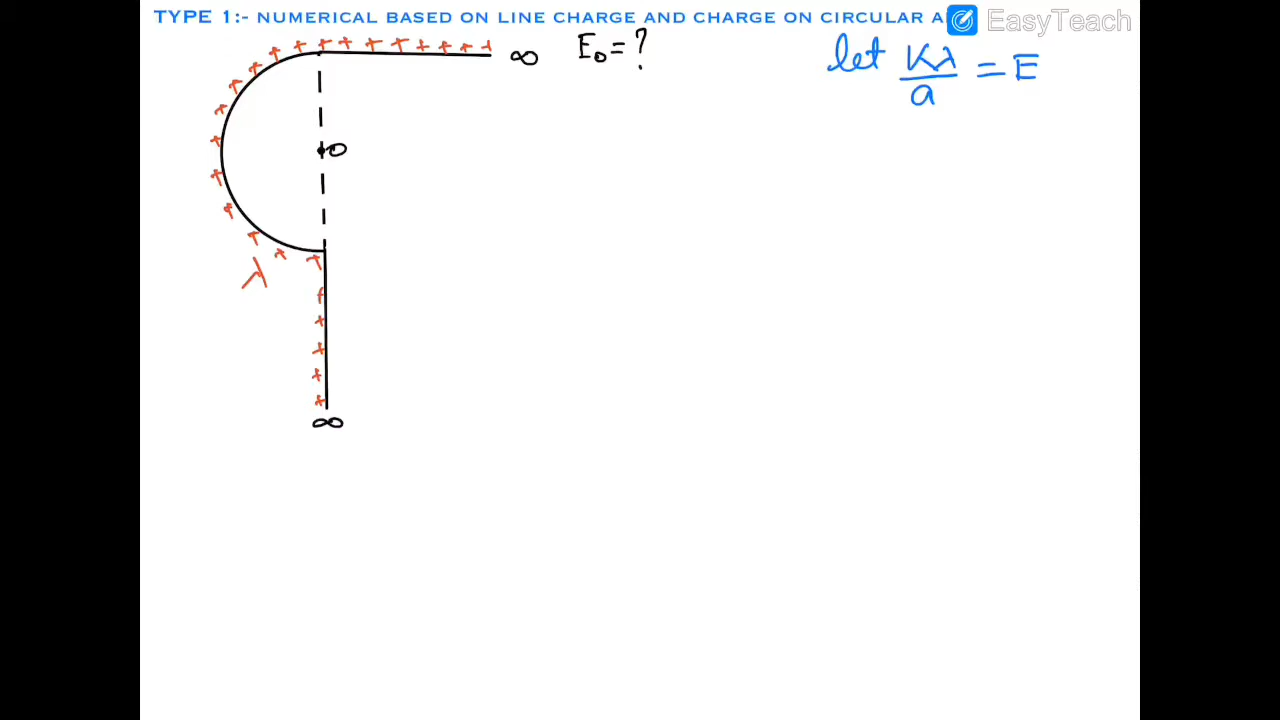 TYPE 1:- NUMERICAL BASED ON LINE CHARGE AND CHARGE ON CIRCULAR A
EasyTeach
+ + + + + + + + + + + + + + + + + + + + + + + + + + +
∞
E₀ = ?
let Kλ/a = E
O
λ
∞